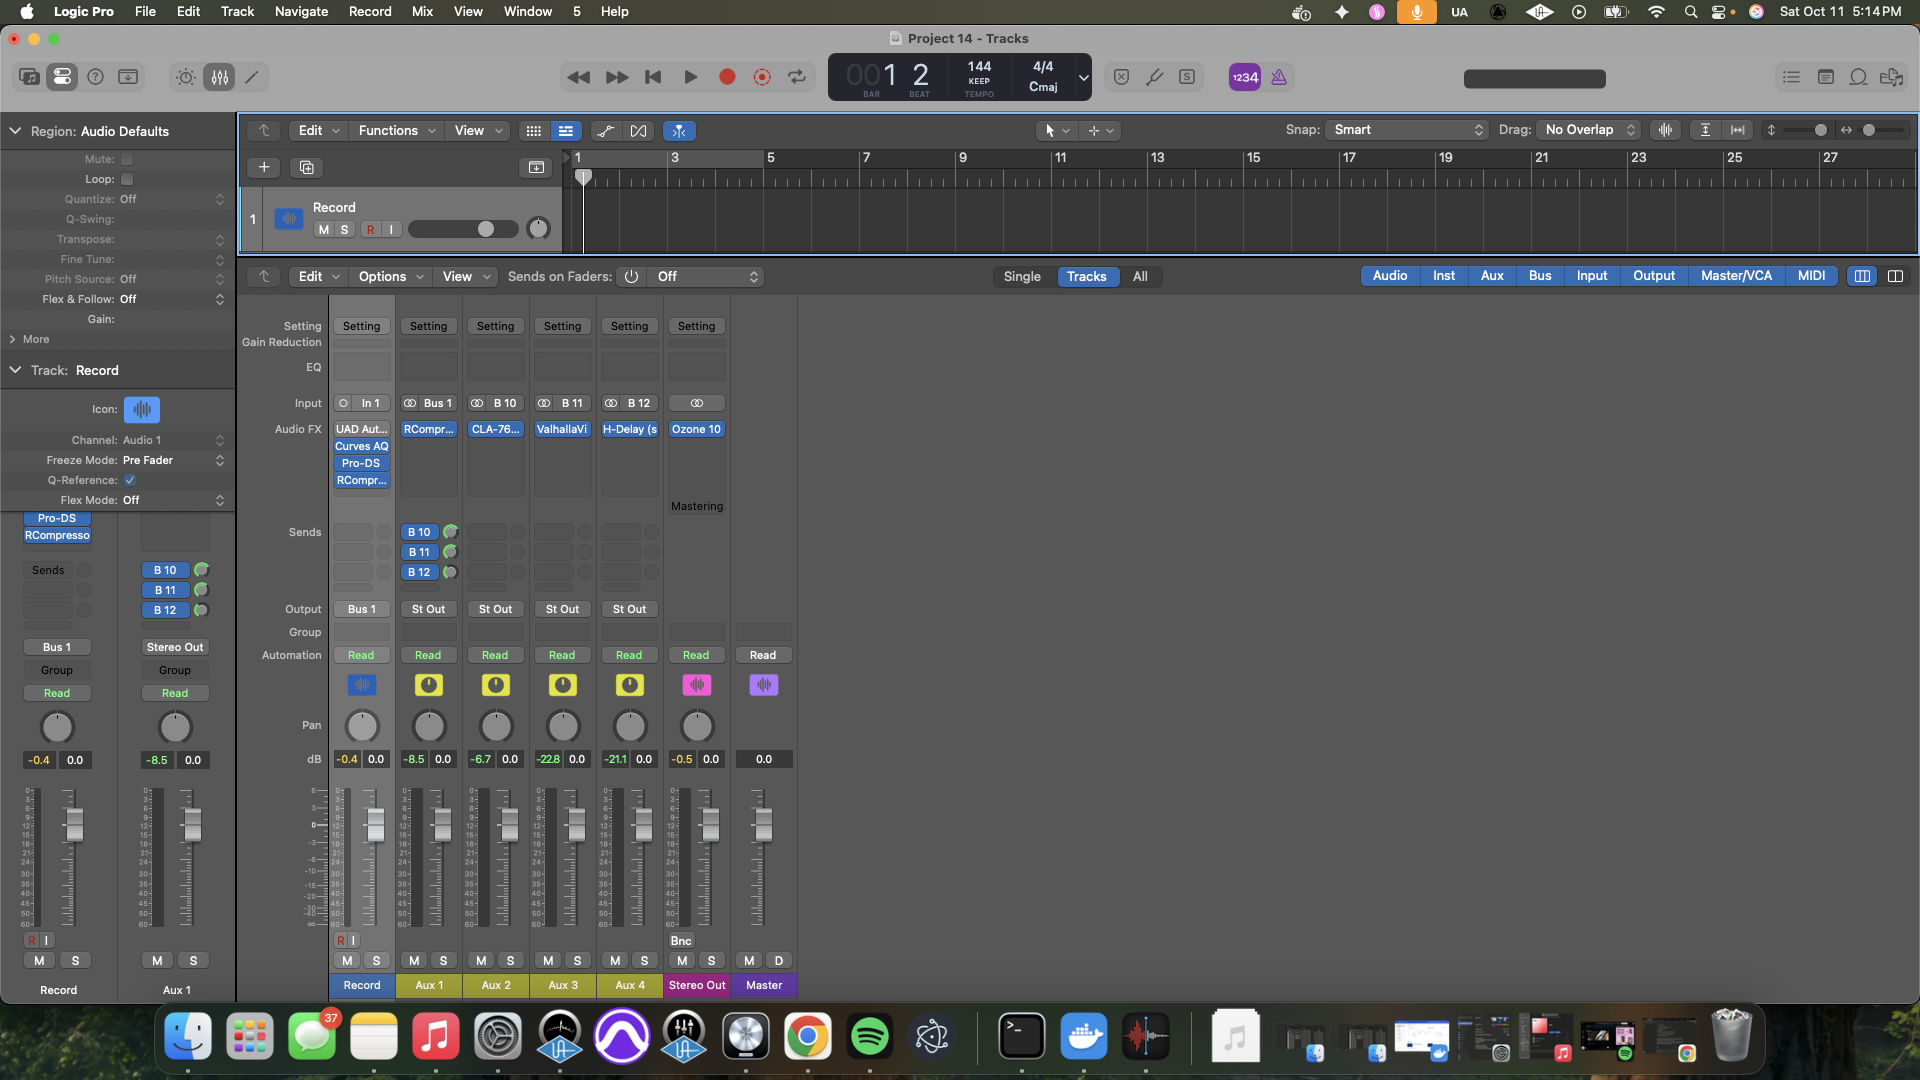 Logic Pro File Edit Track Navigate Record Mix View Window 5 Help UA Sat Oct 11 5:14 PM
Project 14 - Tracks
001 2 144 KEEP 4/4 Cmaj 1234
BAR BEAT TEMPO
Region: Audio Defaults
Mute:
Loop:
Quantize: Off
Q-Swing:
Transpose:
Fine Tune:
Pitch Source: Off
Flex & Follow: Off
Gain:
More
Track: Record
Icon:
Channel: Audio 1
Freeze Mode: Pre Fader
Q-Reference:
Flex Mode: Off
Pro-DS
RCompresso
Sends B 10
B 11
B 12
Bus 1 Stereo Out
Group Group
Read Read
-0.4 0.0 -8.5 0.0
R I
M S M S
Record Aux 1
Edit Functions View Snap: Smart Drag: No Overlap
1 3 5 7 9 11 13 15 17 19 21 23 25 27
1 Record
M S R I
Edit Options View Sends on Faders: Off Single Tracks All Audio Inst Aux Bus Input Output Master/VCA MIDI
Setting Setting Setting Setting Setting Setting Setting
Gain Reduction
EQ
Input In 1 Bus 1 B 10 B 11 B 12
Audio FX UAD Aut... RCompr... CLA-76... ValhallaVi H-Delay (s Ozone 10
Curves AQ
Pro-DS
RCompr...
Mastering
Sends B 10
B 11
B 12
Output Bus 1 St Out St Out St Out St Out
Group
Automation Read Read Read Read Read Read Read
Pan
dB -0.4 0.0 -8.5 0.0 -6.7 0.0 -22.8 0.0 -21.1 0.0 -0.5 0.0 0.0
R I Bnc
M S M S M S M S M S M S M D
Record Aux 1 Aux 2 Aux 3 Aux 4 Stereo Out Master
37